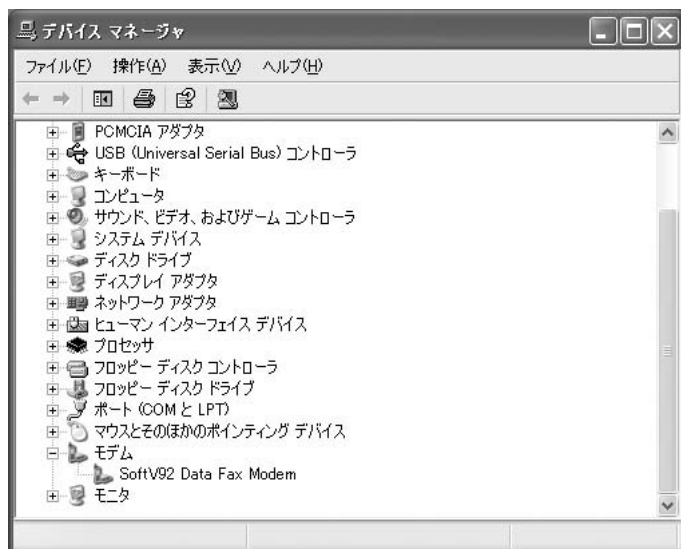 デバイス マネージャ
ファイル(F) 操作(A) 表示(V) ヘルプ(H)
PCMCIA アダプタ
USB (Universal Serial Bus) コントローラ
キーボード
コンピュータ
サウンド、ビデオ、およびゲーム コントローラ
システム デバイス
ディスク ドライブ
ディスプレイ アダプタ
ネットワーク アダプタ
ヒューマン インターフェイス デバイス
プロセッサ
フロッピー ディスク コントローラ
フロッピー ディスク ドライブ
ポート (COM と LPT)
マウスとそのほかのポインティング デバイス
モデム
SoftV92 Data Fax Modem
モニタ